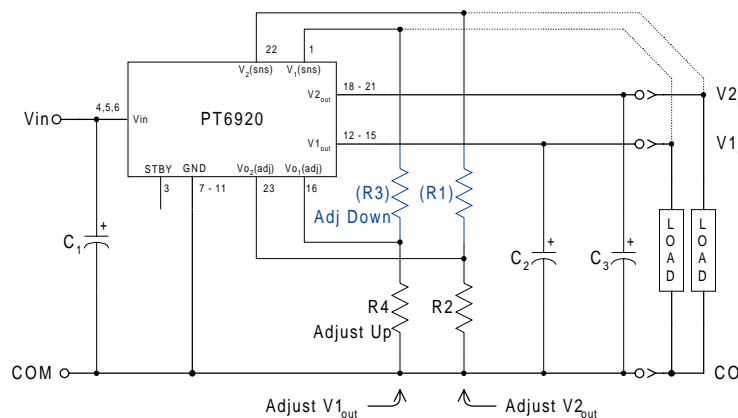 22
1
V2(sns)
V1(sns)
18 - 21
V2out
V2
4,5,6
Vin
Vin
PT6920
12 - 15
V1out
V1
STBY
GND
Vo2(adj)
Vo1(adj)
3
7 - 11
23
16
(R3)
(R1)
Adj Down
+
C1
+
C2
+
C3
LOAD
LOAD
R4
R2
Adjust Up
COM
CO
Adjust V1out
Adjust V2out